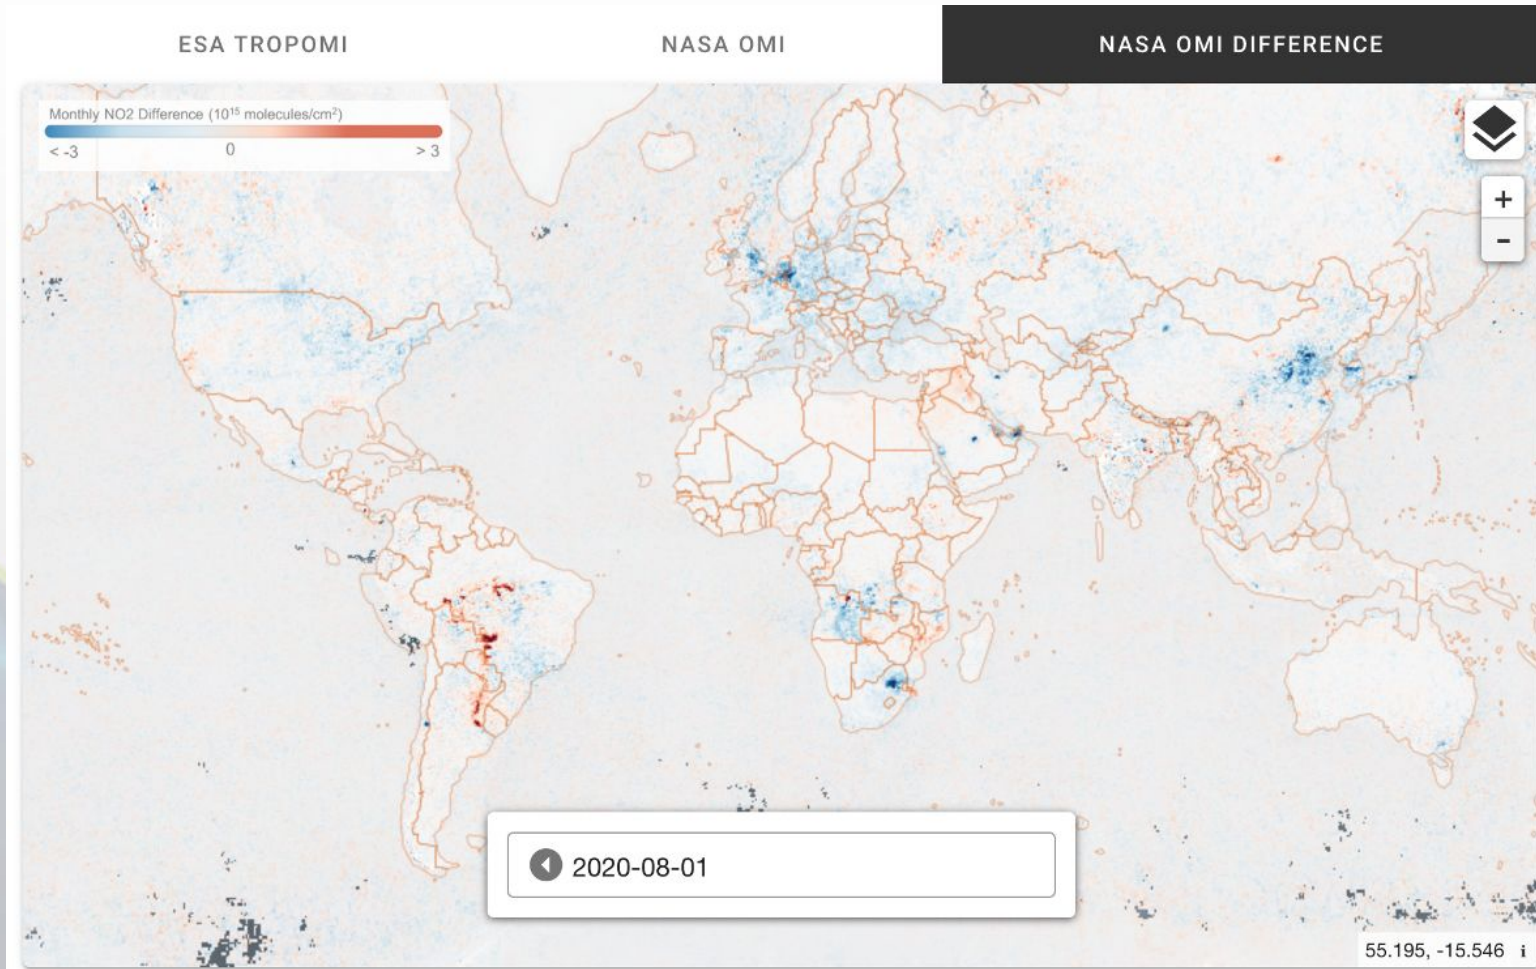 ESA TROPOMI NASA OMI NASA OMI DIFFERENCE
Monthly NO2 Difference (10¹⁵ molecules/cm²)
< -3 0 > 3
+
-
2020-08-01
55.195, -15.546 i